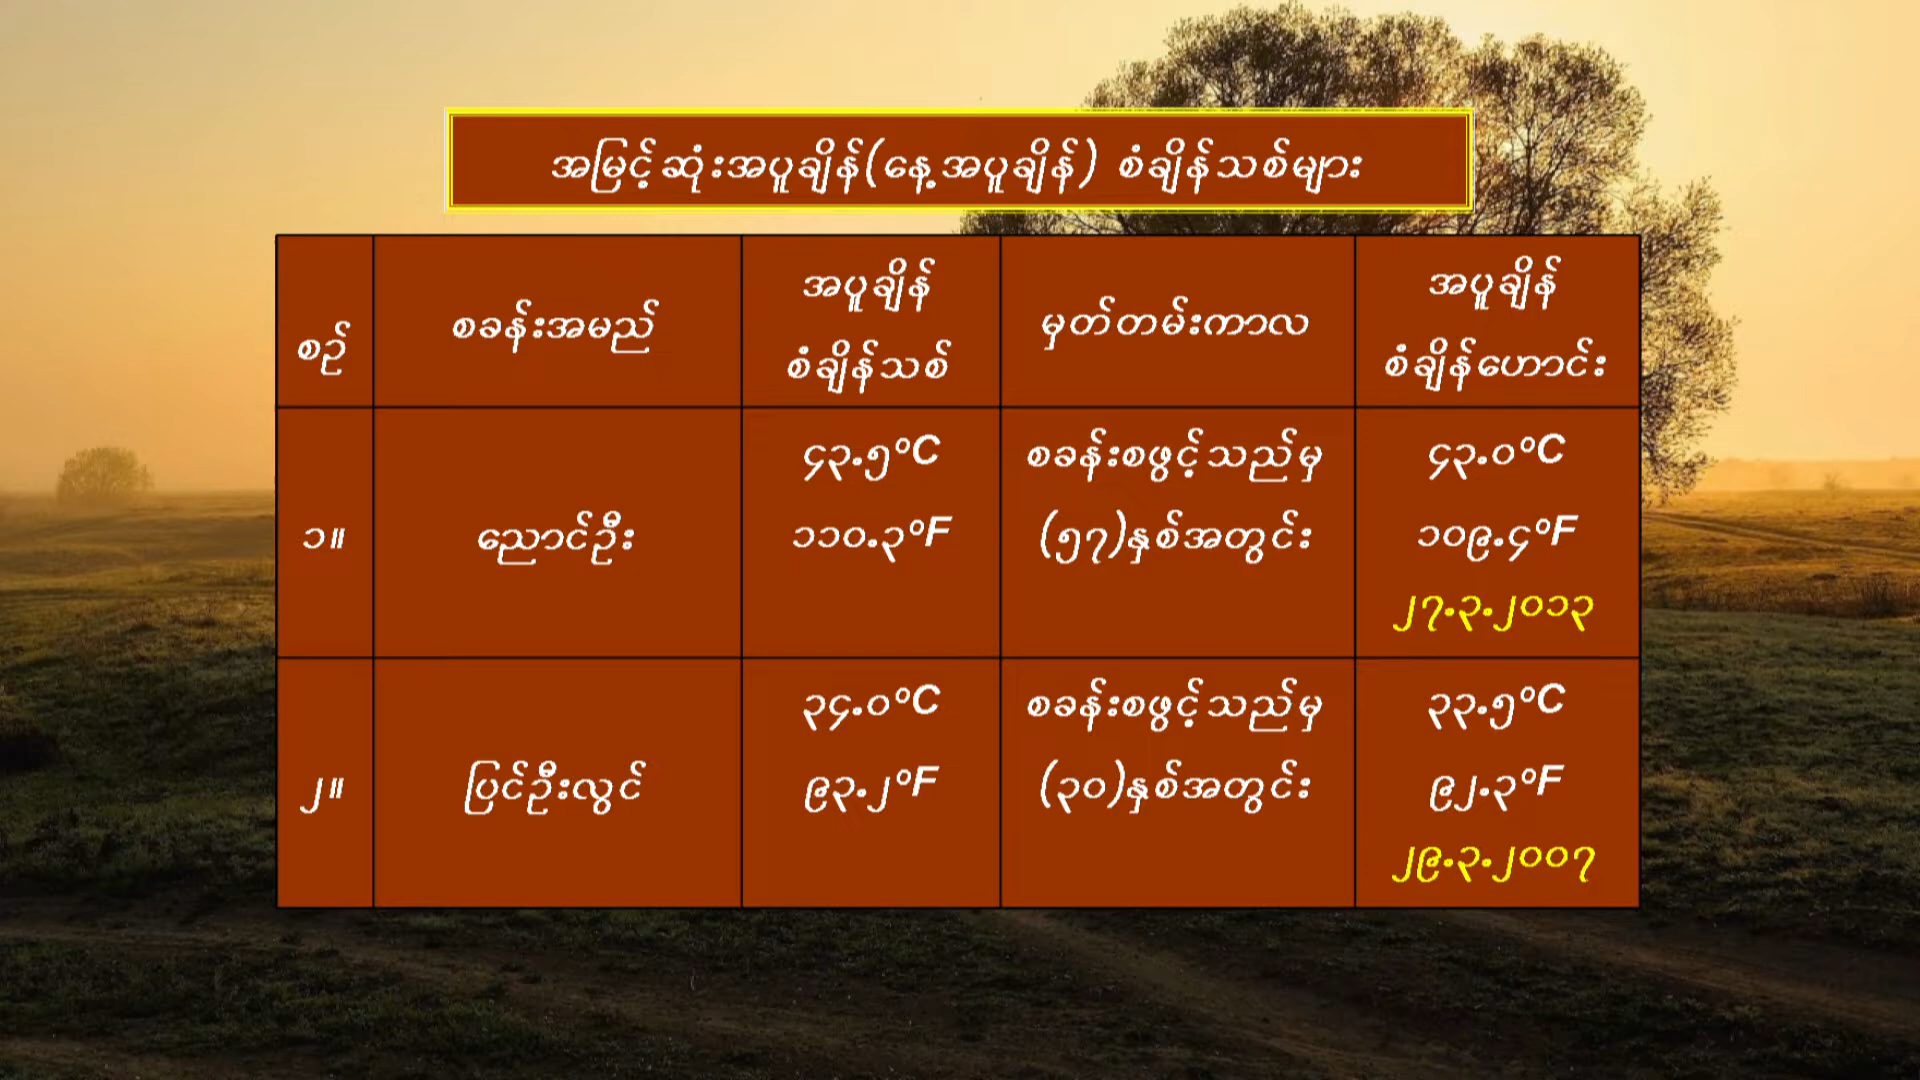 အမြင့်ဆုံးအပူချိန်(နေ့အပူချိန်) စံချိန်သစ်များ
စဉ်
စခန်းအမည်
အပူချိန်
စံချိန်သစ်
မှတ်တမ်းကာလ
အပူချိန်
စံချိန်ဟောင်း
၁။
ညောင်ဦး
၄၃.၅°C
၁၁၀.၃°F
စခန်းစဖွင့်သည်မှ
(၅၇)နှစ်အတွင်း
၄၃.၀°C
၁၀၉.၄°F
၂၇.၃.၂၀၁၃
၂။
ပြင်ဦးလွင်
၃၄.၀°C
၉၃.၂°F
စခန်းစဖွင့်သည်မှ
(၃၀)နှစ်အတွင်း
၃၃.၅°C
၉၂.၃°F
၂၉.၃.၂၀၀၇